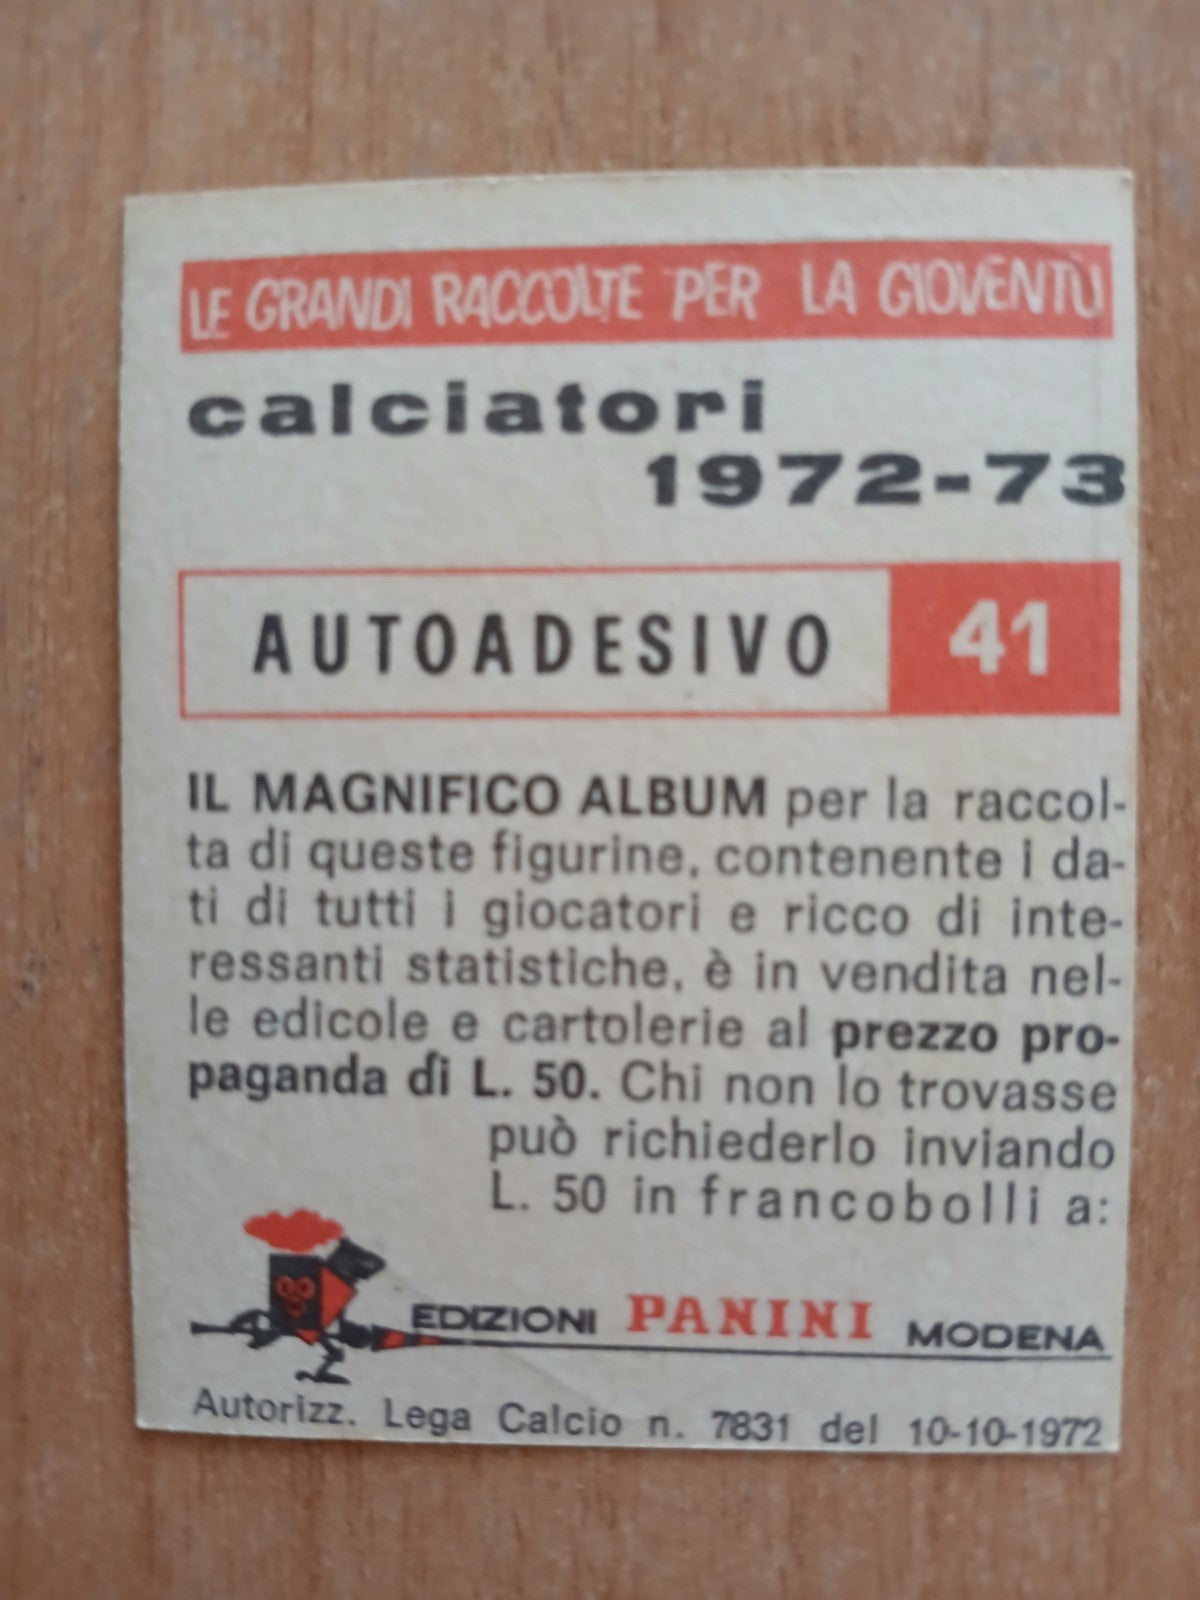 LE GRANDI RACCOLTE PER LA GIOVENTÙ
calciatori
1972-73
AUTOADESIVO 41
IL MAGNIFICO ALBUM per la raccol-
ta di queste figurine, contenente i da-
ti di tutti i giocatori e ricco di inte-
ressanti statistiche, è in vendita nel-
le edicole e cartolerie al prezzo pro-
paganda di L. 50. Chi non lo trovasse
può richiederlo inviando
L. 50 in francobolli a:
EDIZIONI PANINI MODENA
Autorizz. Lega Calcio n. 7831 del 10-10-1972